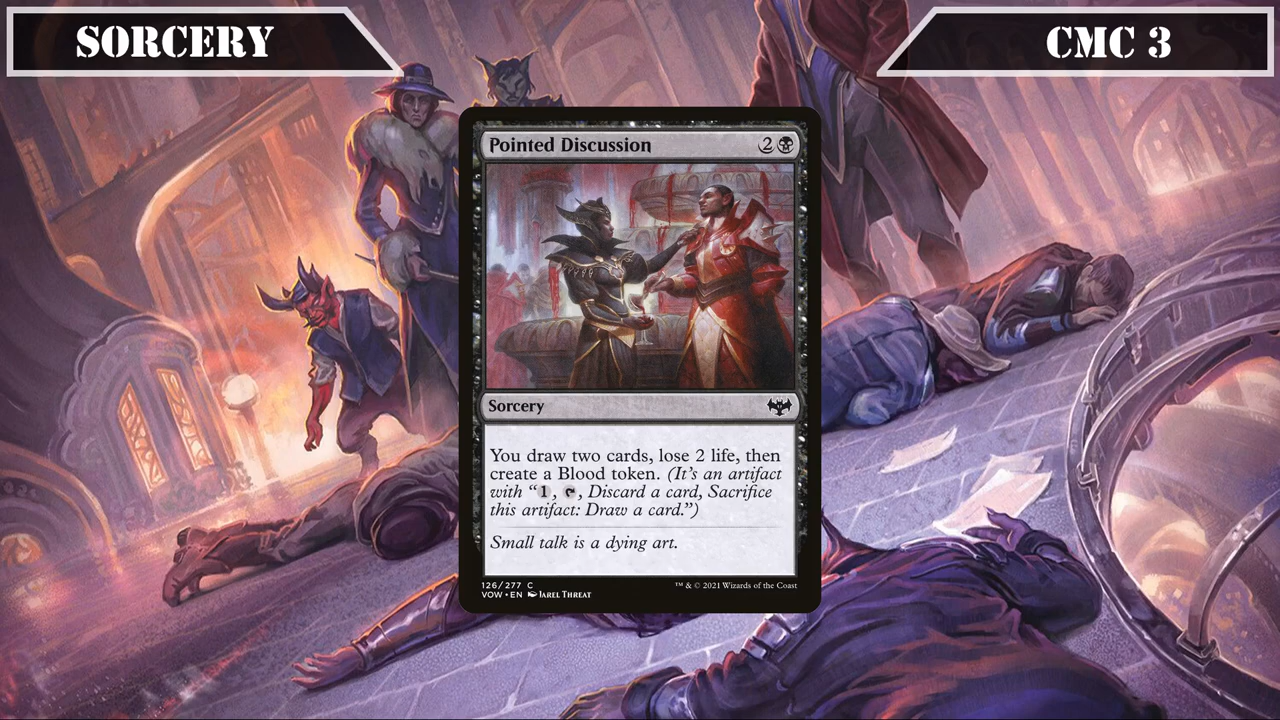 SORCERY
CMC 3
Pointed Discussion 2
Sorcery
You draw two cards, lose 2 life, then
create a Blood token. (It's an artifact
with “1, , Discard a card, Sacrifice
this artifact: Draw a card.”)
Small talk is a dying art.
126/277 C
™ & © 2021 Wizards of the Coast
VOW • EN Jarel Threat